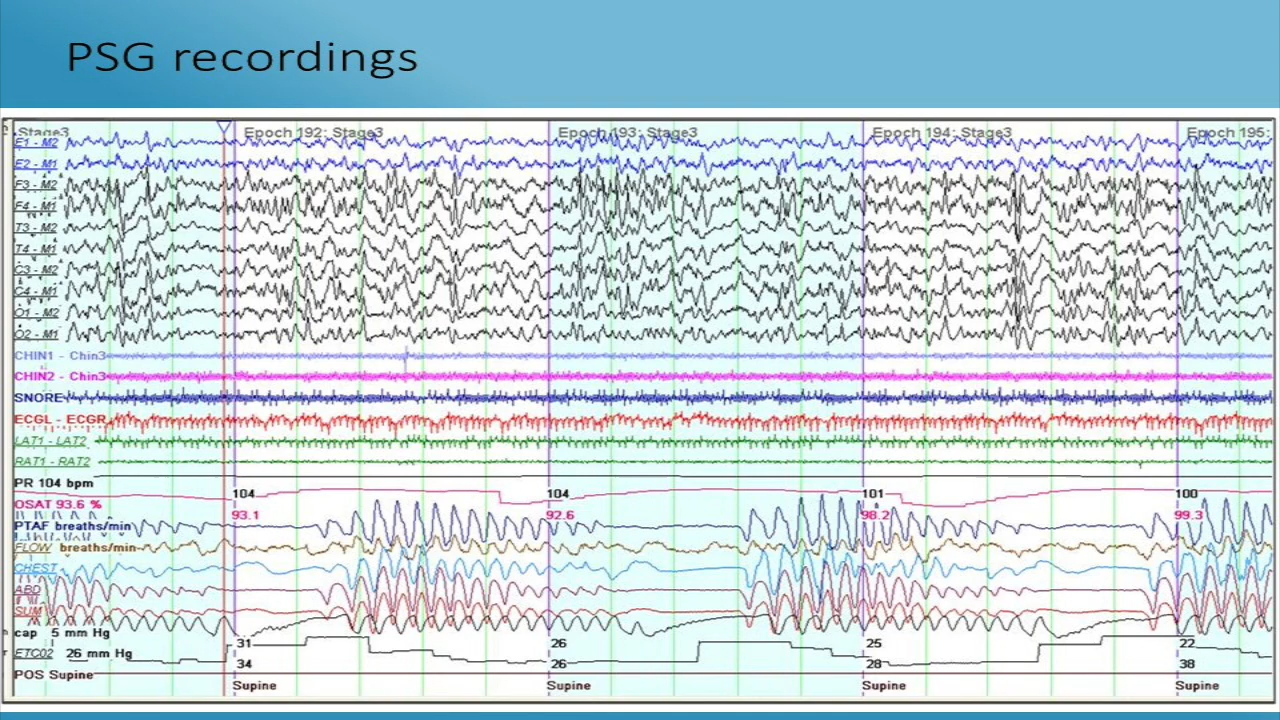 PSG recordings
Stage3 Epoch 192: Stage3 Epoch 193: Stage3 Epoch 194: Stage3 Epoch 195:
E1 - M2
E2 - M1
F3 - M2
F4 - M1
T3 - M2
T4 - M1
C3 - M2
C4 - M1
O1 - M2
O2 - M1
CHIN1 - Chin3
CHIN2 - Chin3
SNORE
ECGL - ECGR
LAT1 - LAT2
RAT1 - RAT2
PR 104 bpm
104 104 101 100
OSAT 93.6 %
93.1 92.6 98.2 99.3
PTAF breaths/min
FLOW breaths/min
CHEST
ABD
SUM
cap 5 mm Hg
31 26 25 22
ETCO2 26 mm Hg
34 26 28 38
POS Supine
Supine Supine Supine Supine